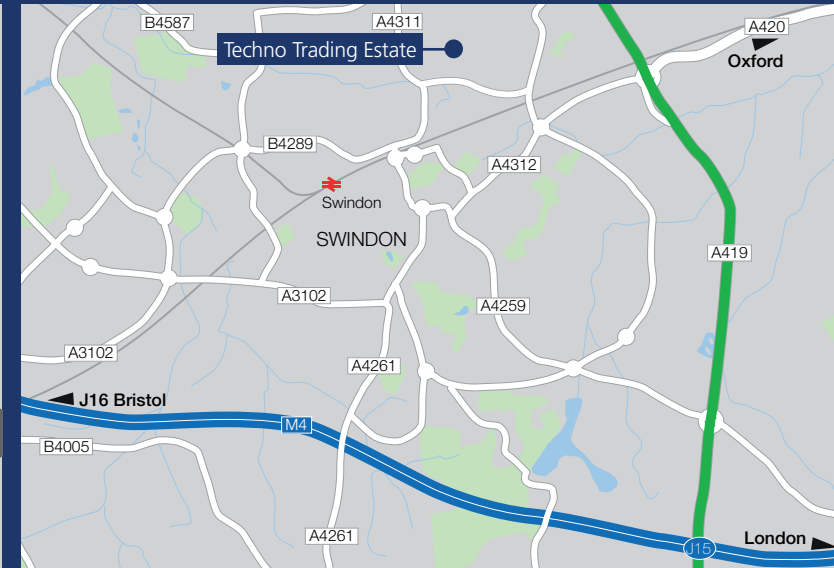 B4587
A4311
A420
Techno Trading Estate
Oxford
B4289
A4312
Swindon
SWINDON
A419
A3102
A4259
A3102
A4261
J16 Bristol
M4
B4005
A4261
London
J15